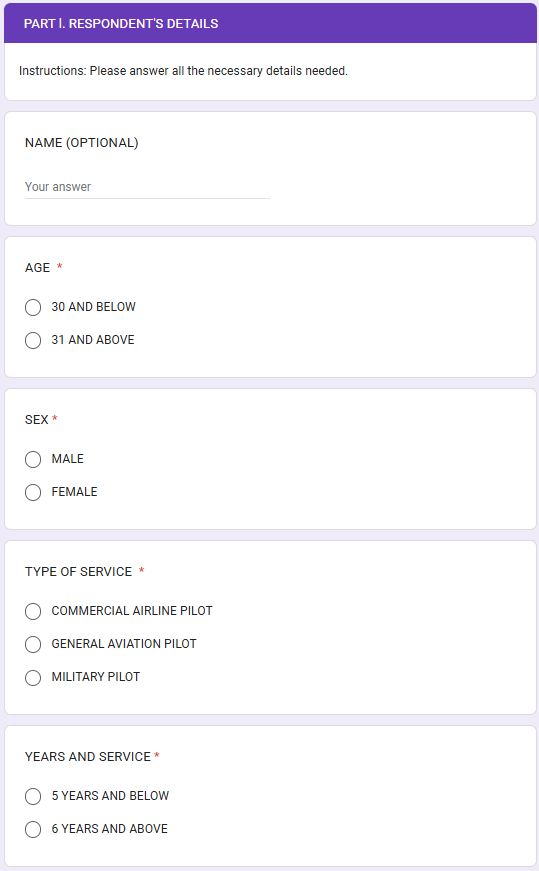 PART I. RESPONDENT'S DETAILS
Instructions: Please answer all the necessary details needed.
NAME (OPTIONAL)
Your answer
AGE *
30 AND BELOW
31 AND ABOVE
SEX *
MALE
FEMALE
TYPE OF SERVICE *
COMMERCIAL AIRLINE PILOT
GENERAL AVIATION PILOT
MILITARY PILOT
YEARS AND SERVICE *
5 YEARS AND BELOW
6 YEARS AND ABOVE